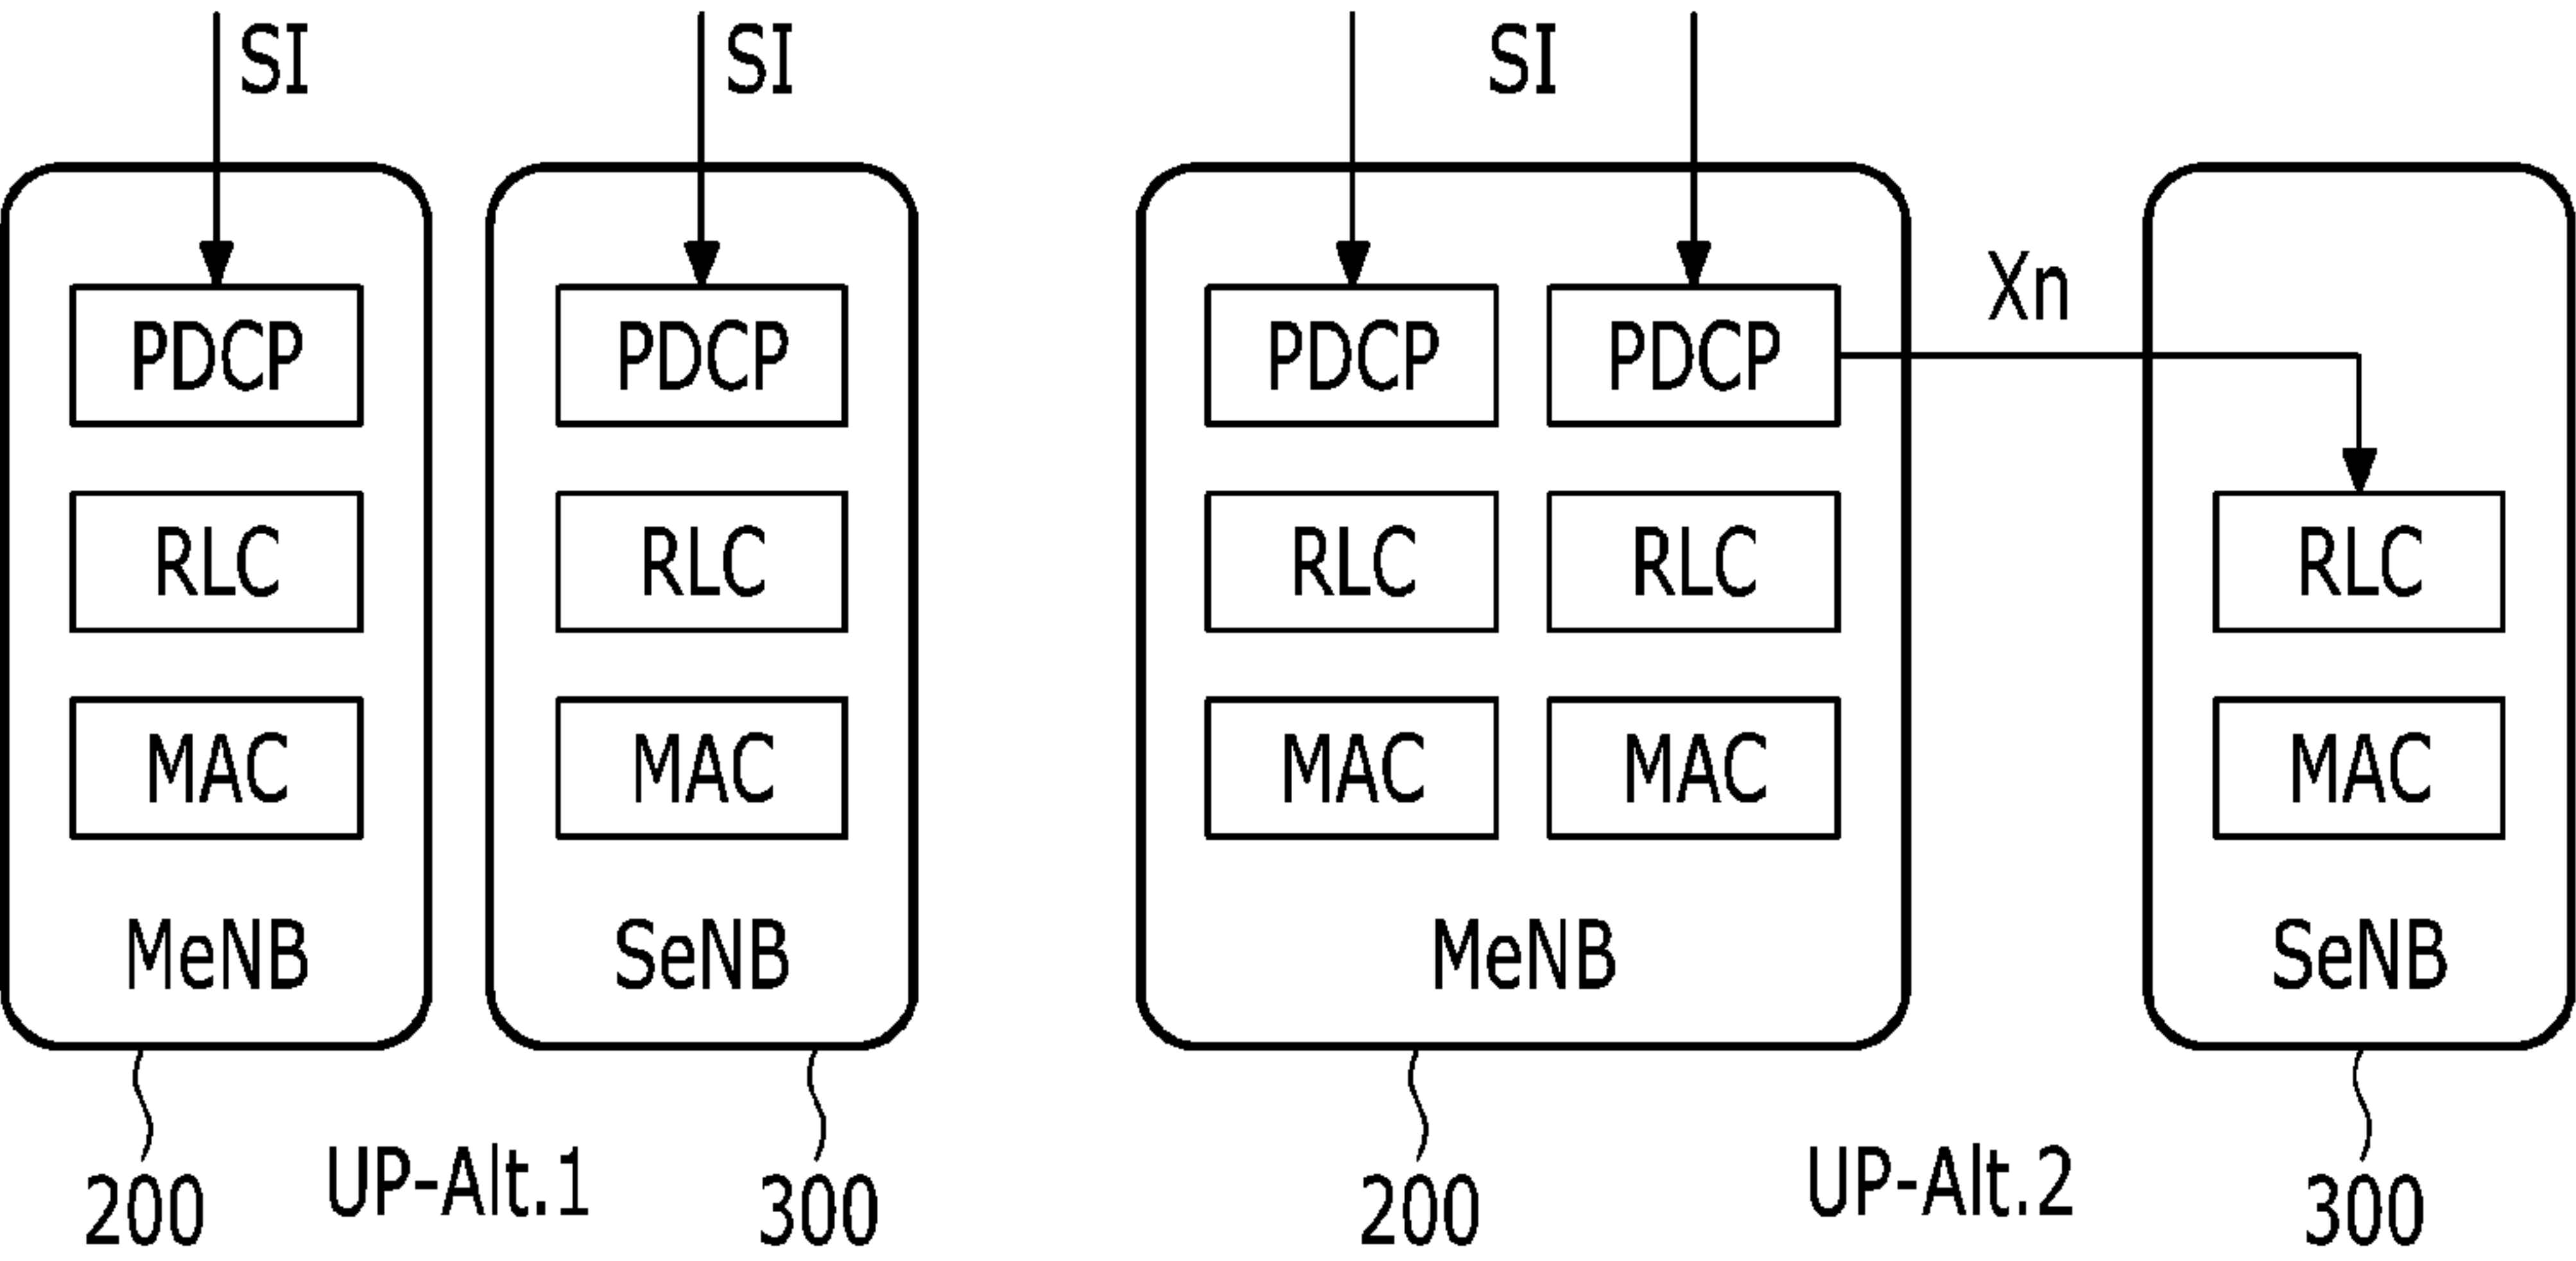 SI SI SI
PDCP PDCP PDCP PDCP Xn
RLC RLC RLC RLC RLC
MAC MAC MAC MAC MAC
MeNB SeNB MeNB SeNB
200 UP-Alt.1 300 200 UP-Alt.2 300